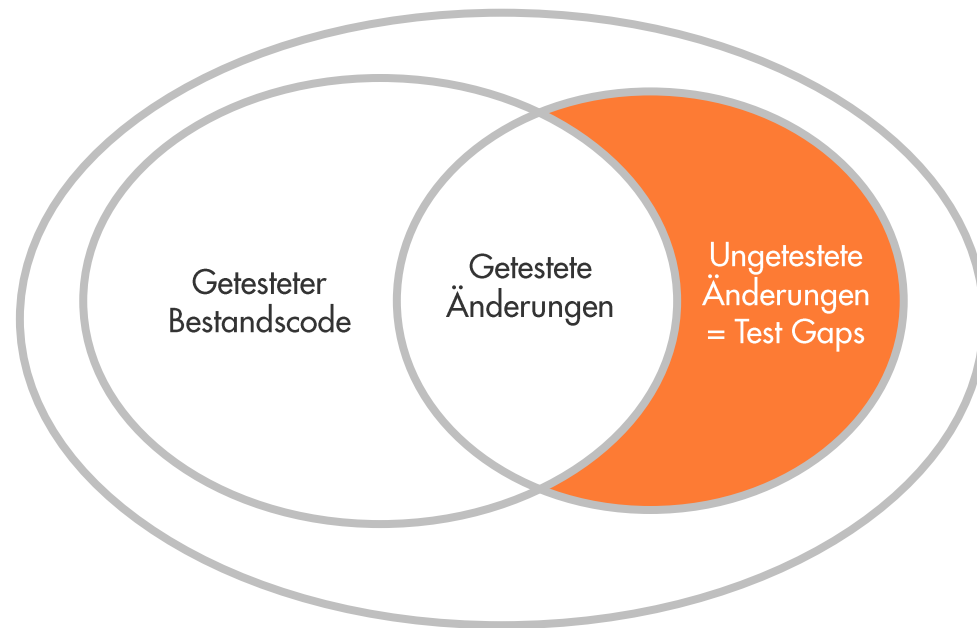 Getesteter
Bestandscode
Getestete
Änderungen
Ungetestete
Änderungen
= Test Gaps